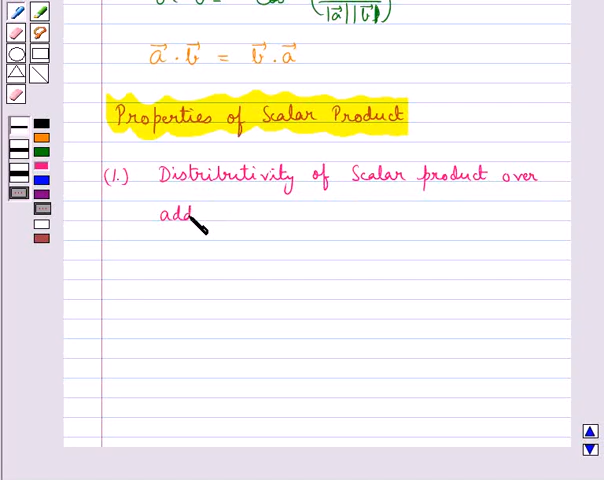 |a⃗||b⃗|
a⃗ · b⃗ = b⃗ . a⃗
Properties of Scalar Product
(1.) Distributivity of Scalar product over
add